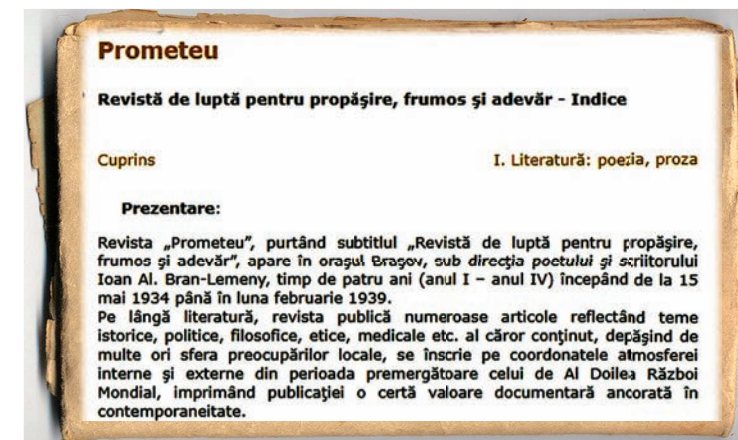 Prometeu
Revistă de luptă pentru propăşire, frumos şi adevăr - Indice
Cuprins
I. Literatură: poezia, proza
Prezentare:
Revista „Prometeu”, purtând subtitlul „Revistă de luptă pentru propăşire,
frumos şi adevăr”, apare în oraşul Braşov, sub direcţia poetului şi scriitorului
Ioan Al. Bran-Lemeny, timp de patru ani (anul I – anul IV) începând de la 15
mai 1934 până în luna februarie 1939.
Pe lângă literatură, revista publică numeroase articole reflectând teme
istorice, politice, filosofice, etice, medicale etc. al căror conţinut, depăşind de
multe ori sfera preocupărilor locale, se înscrie pe coordonatele atmosferei
interne şi externe din perioada premergătoare celui de Al Doilea Război
Mondial, imprimând publicaţiei o certă valoare documentară ancorată în
contemporaneitate.